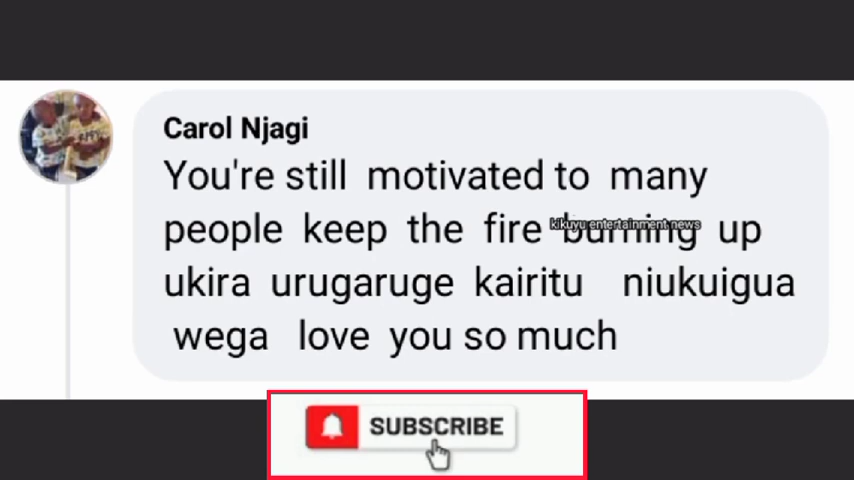 Carol Njagi
You're still motivated to many
people keep the fire burning up
kikuyu entertainment news
ukira urugaruge kairitu niukuigua
wega love you so much
SUBSCRIBE